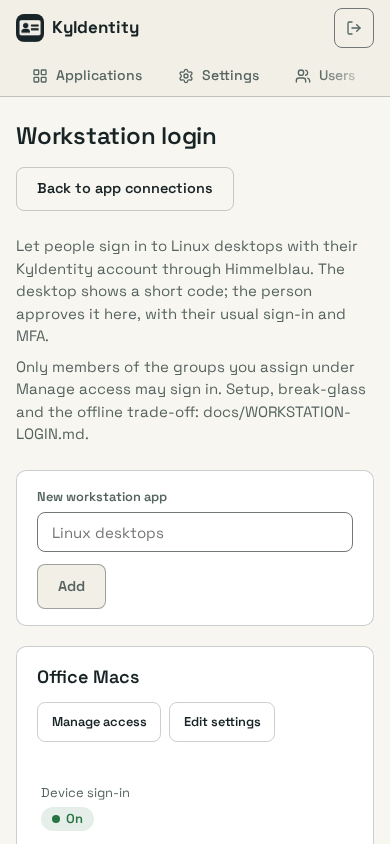 Kyldentity
Applications
Settings
Users
Workstation login
Back to app connections
Let people sign in to Linux desktops with their
Kyldentity account through Himmelblau. The
desktop shows a short code; the person
approves it here, with their usual sign-in and
MFA.
Only members of the groups you assign under
Manage access may sign in. Setup, break-glass
and the offline trade-off: docs/WORKSTATION-
LOGIN.md.
New workstation app
Linux desktops
Add
Office Macs
Manage access
Edit settings
Device sign-in
On